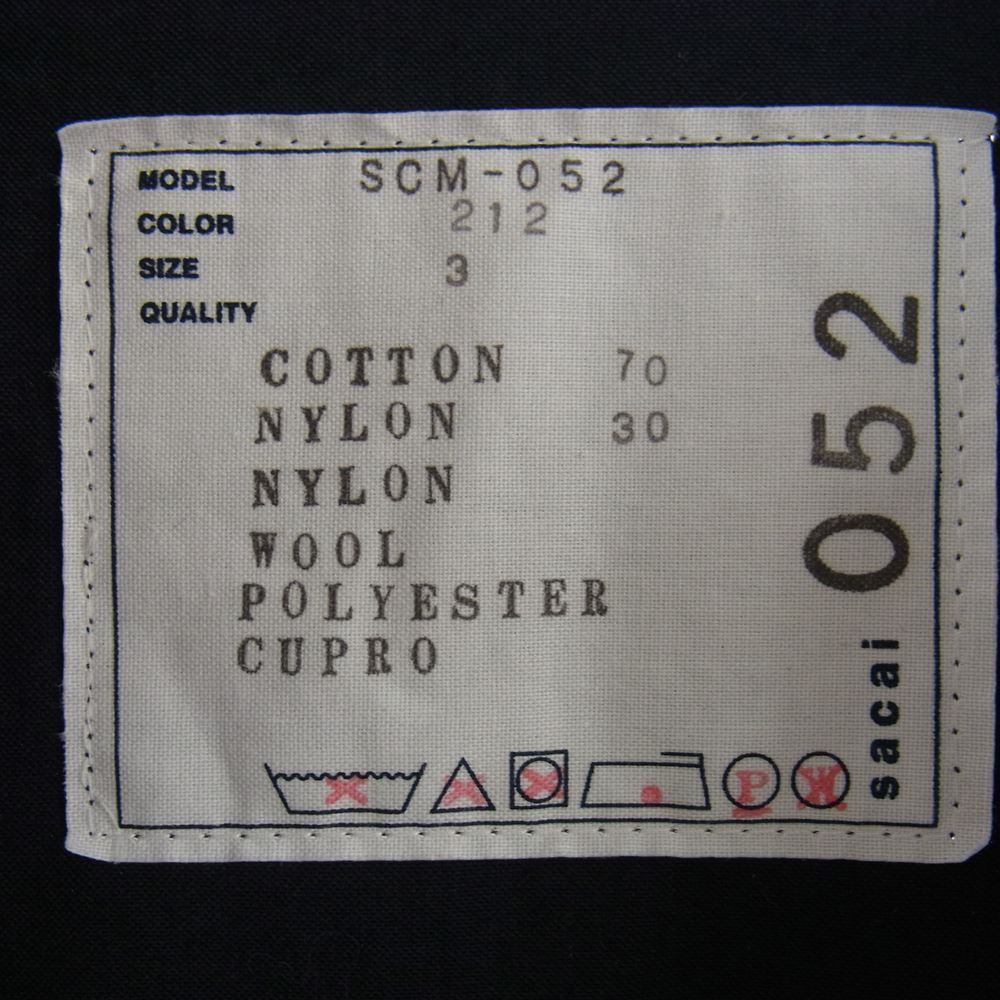 MODEL SCM-052
COLOR 212
SIZE 3
QUALITY
COTTON 70
NYLON 30
NYLON
WOOL
POLYESTER
CUPRO
P W
sacai 052